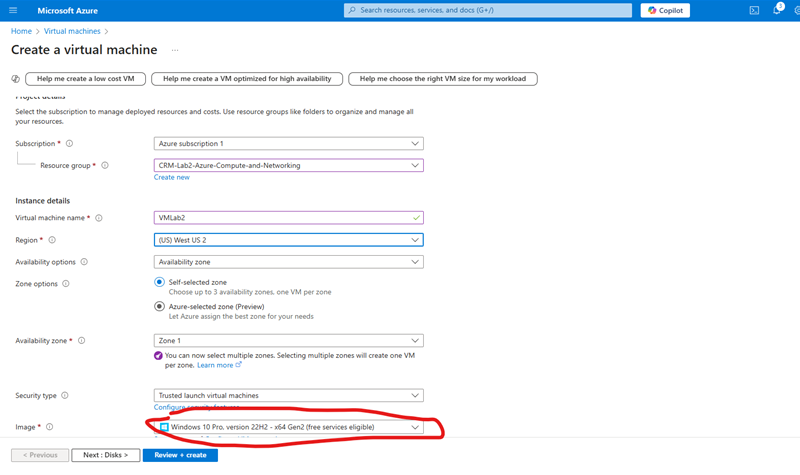 Microsoft Azure
Search resources, services, and docs (G+/)
Copilot
3
Home > Virtual machines >
Create a virtual machine ...
Help me create a low cost VM
Help me create a VM optimized for high availability
Help me choose the right VM size for my workload
Project details
Select the subscription to manage deployed resources and costs. Use resource groups like folders to organize and manage all
your resources.
Subscription *
Azure subscription 1
Resource group *
CRM-Lab2-Azure-Compute-and-Networking
Create new
Instance details
Virtual machine name *
VMLab2
Region *
(US) West US 2
Availability options
Availability zone
Zone options
Self-selected zone
Choose up to 3 availability zones, one VM per zone
Azure-selected zone (Preview)
Let Azure assign the best zone for your needs
Availability zone *
Zone 1
You can now select multiple zones. Selecting multiple zones will create one VM
per zone. Learn more
Security type
Trusted launch virtual machines
Configure security features
Image *
Windows 10 Pro, version 22H2 - x64 Gen2 (free services eligible)
< Previous
Next : Disks >
Review + create